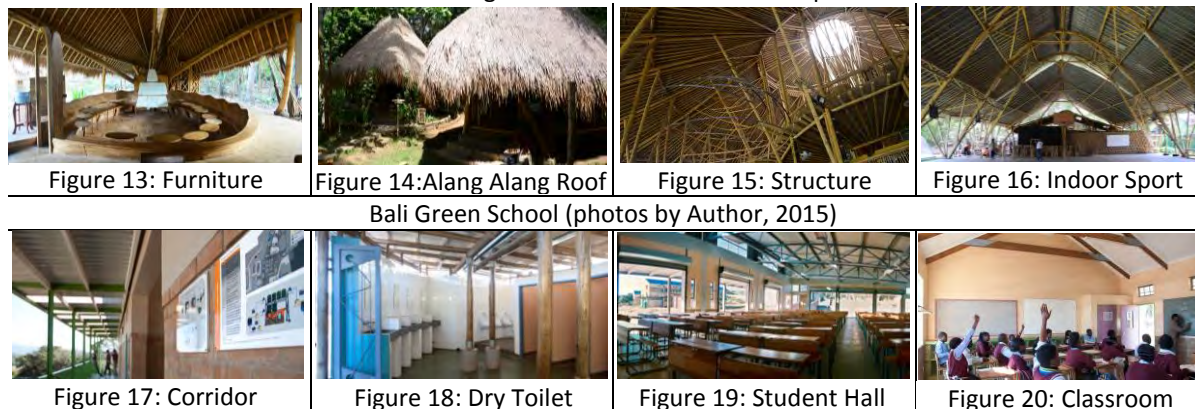 Figure 13: Furniture
Figure 14:Alang Alang Roof
Figure 15: Structure
Figure 16: Indoor Sport
Bali Green School (photos by Author, 2015)
Figure 17: Corridor
Figure 18: Dry Toilet
Figure 19: Student Hall
Figure 20: Classroom